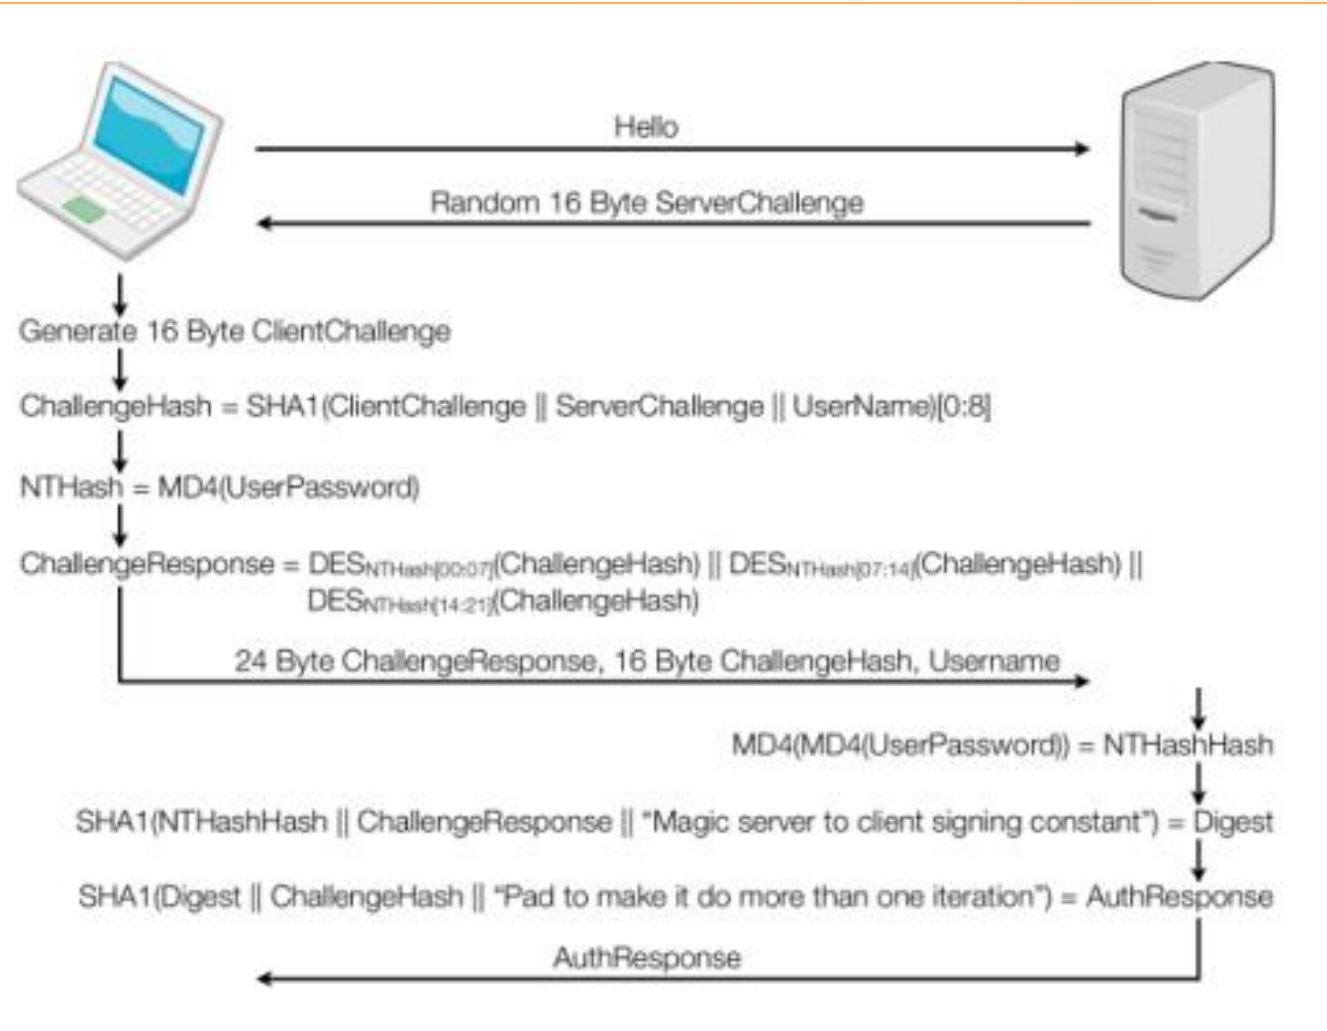 Hello
Random 16 Byte ServerChallenge
Generate 16 Byte ClientChallenge
ChallengeHash = SHA1(ClientChallenge || ServerChallenge || UserName)[0:8]
NTHash = MD4(UserPassword)
ChallengeResponse = DESNTHash[00:07](ChallengeHash) || DESNTHash[07:14](ChallengeHash) ||
DESNTHash[14:21](ChallengeHash)
24 Byte ChallengeResponse, 16 Byte ChallengeHash, Username
MD4(MD4(UserPassword)) = NTHashHash
SHA1(NTHashHash || ChallengeResponse || “Magic server to client signing constant”) = Digest
SHA1(Digest || ChallengeHash || “Pad to make it do more than one iteration”) = AuthResponse
AuthResponse